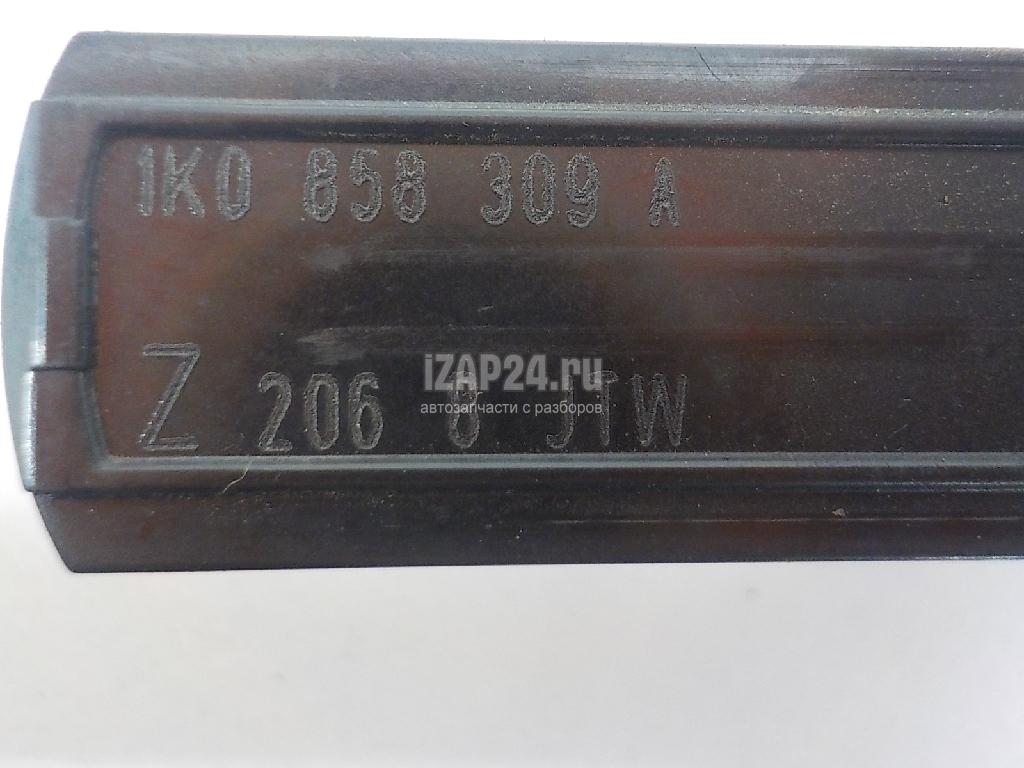 1K0 858 309 A
Z 206 8 JTW
iZAP24.ru
автозапчасти с разборов